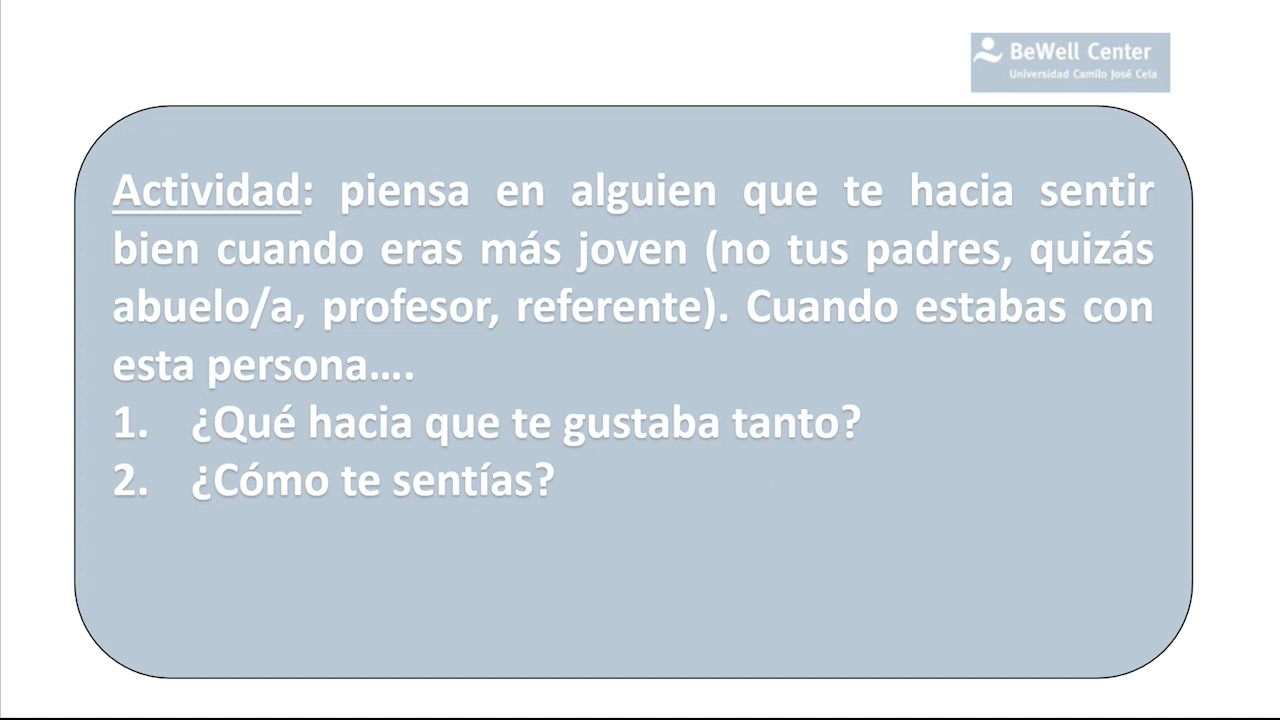 BeWell Center
Universidad Camilo José Cela
Actividad: piensa en alguien que te hacia sentir
bien cuando eras más joven (no tus padres, quizás
abuelo/a, profesor, referente). Cuando estabas con
esta persona….
1. ¿Qué hacia que te gustaba tanto?
2. ¿Cómo te sentías?